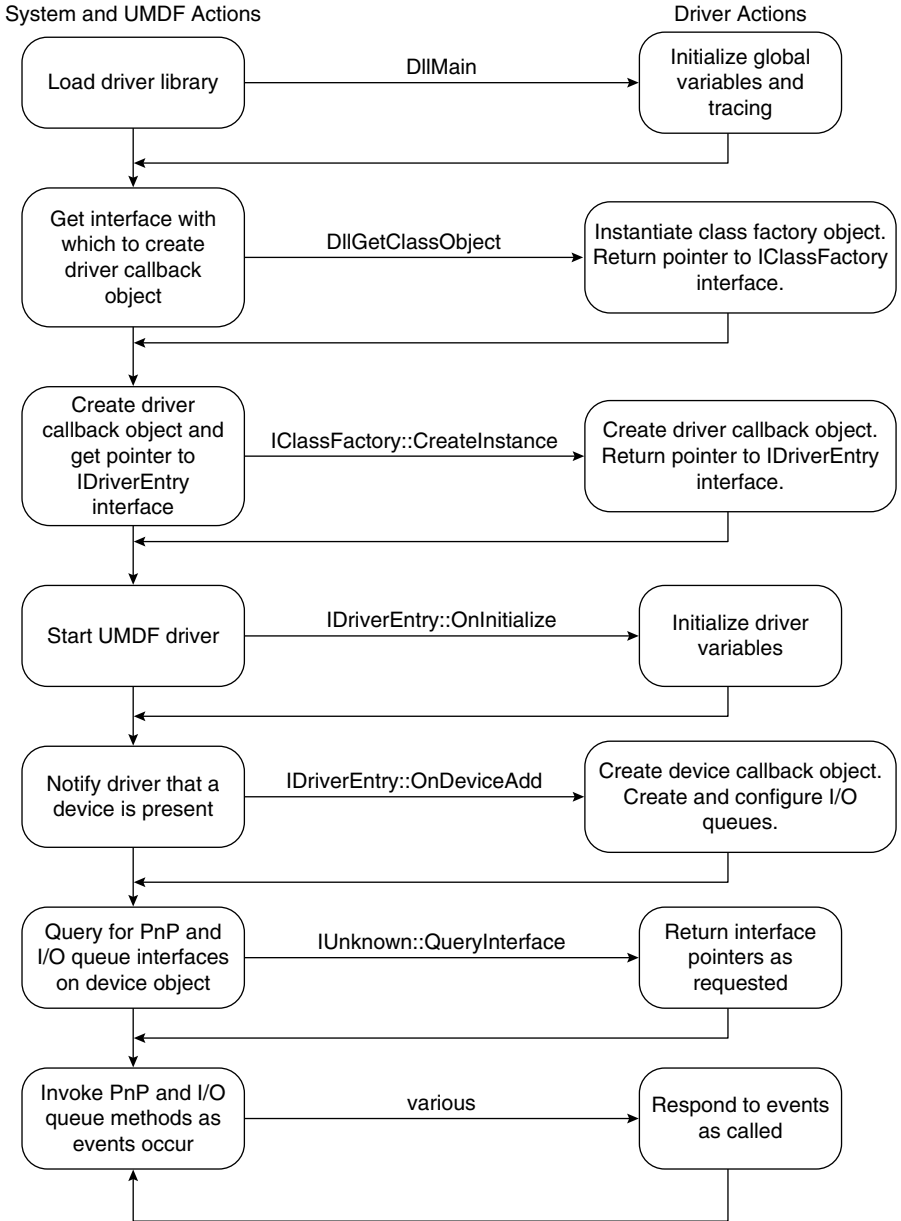 System and UMDF Actions
Driver Actions
Load driver library
DllMain
Initialize global
variables and
tracing
Get interface with
which to create
driver callback
object
DllGetClassObject
Instantiate class factory object.
Return pointer to IClassFactory
interface.
Create driver
callback object and
get pointer to
IDriverEntry
interface
IClassFactory::CreateInstance
Create driver callback object.
Return pointer to IDriverEntry
interface.
Start UMDF driver
IDriverEntry::OnInitialize
Initialize driver
variables
Notify driver that a
device is present
IDriverEntry::OnDeviceAdd
Create device callback object.
Create and configure I/O
queues.
Query for PnP and
I/O queue interfaces
on device object
IUnknown::QueryInterface
Return interface
pointers as
requested
Invoke PnP and I/O
queue methods as
events occur
various
Respond to events
as called